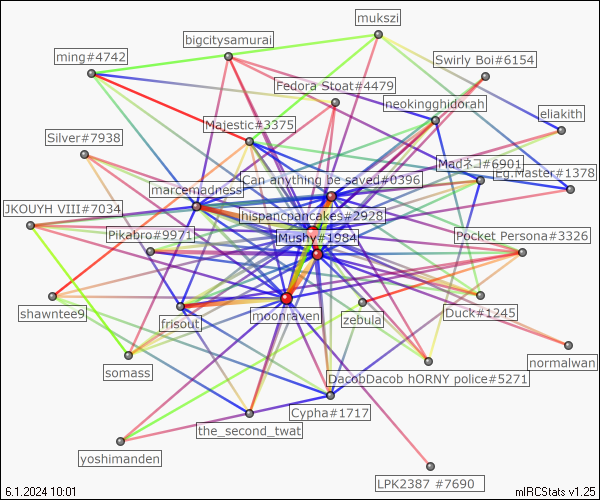 mukszi
bigcitysamurai
ming#4742
Swirly Boi#6154
Fedora Stoat#4479
neokingghidorah
eliakith
Majestic#3375
Silver#7938
Madネコ#6901
Eg.Master#1378
Can anything be saved#0396
marcemadness
JKOUYH VIII#7034
hispancpancakes#2928
Pikabro#9971
Mushy#1984
Pocket Persona#3326
shawntee9
frisout
moonraven
zebula
Duck#1245
normalwan
somass
DacobDacob hORNY police#5271
Cypha#1717
the_second_twat
yoshimanden
LPK2387 #7690
6.1.2024 10:01
mIRCStats v1.25